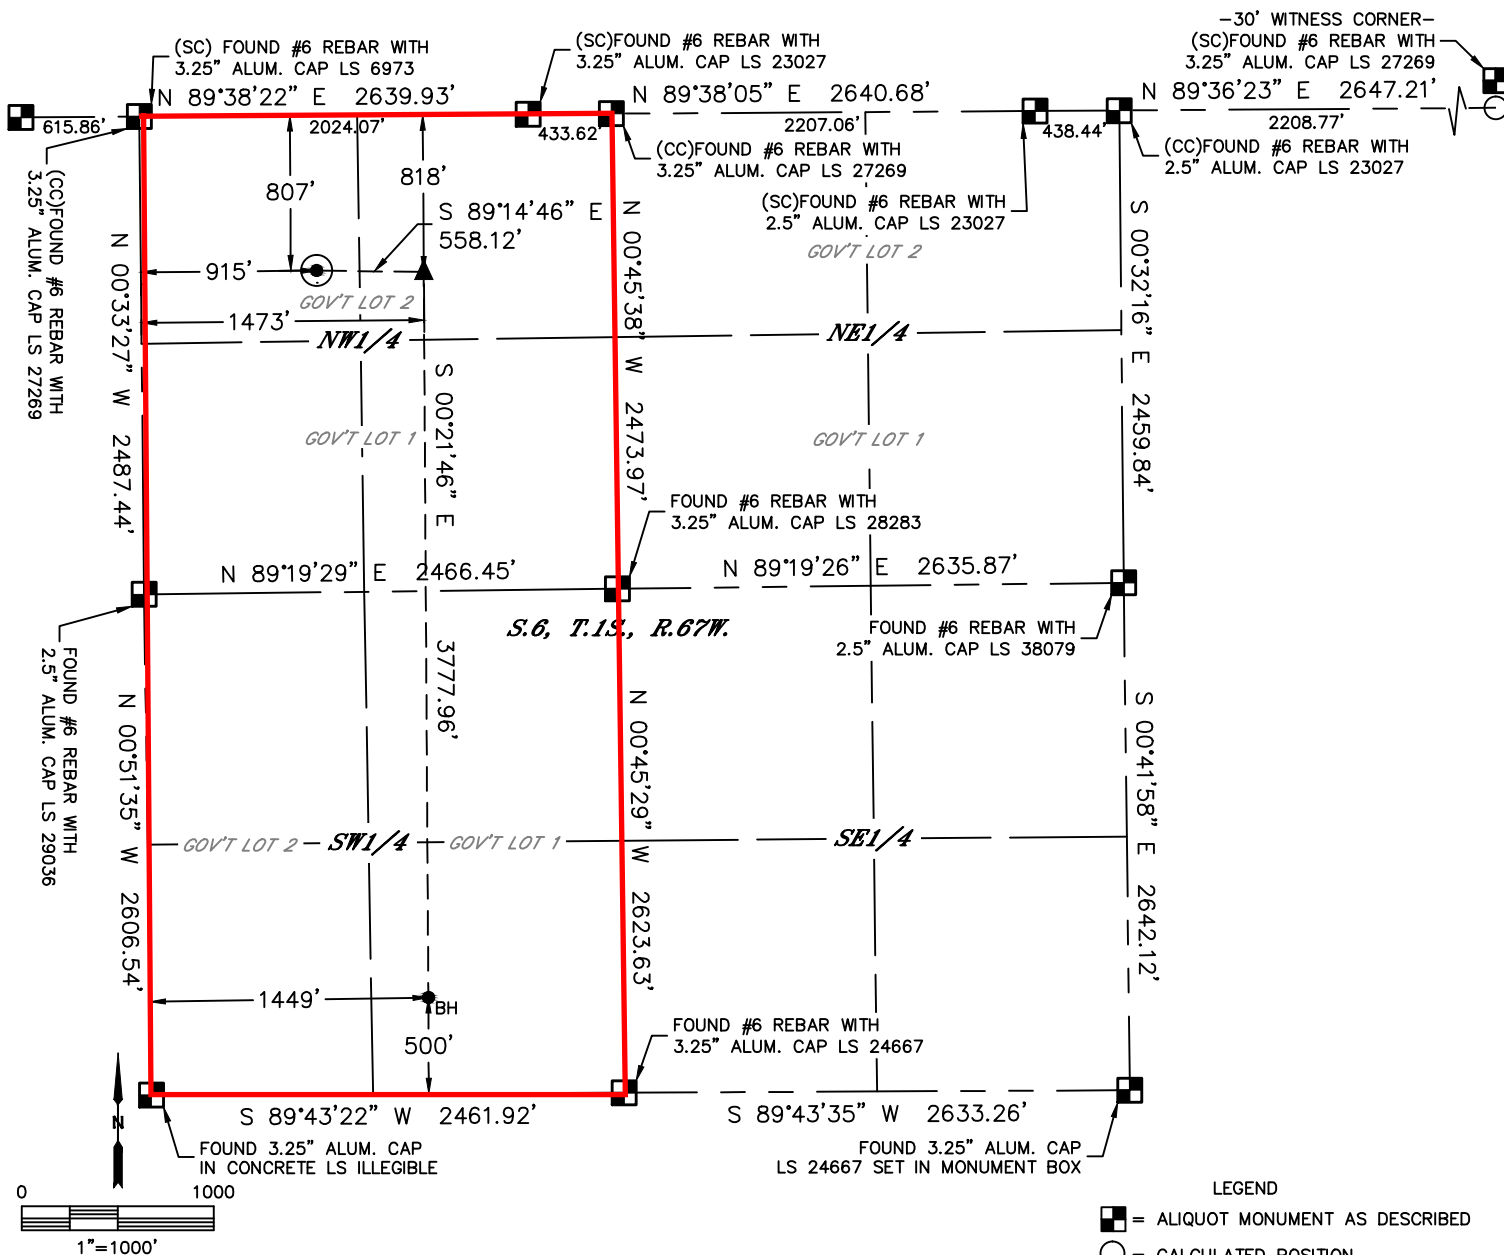 -30' WITNESS CORNER-
(SC)FOUND #6 REBAR WITH
3.25" ALUM. CAP LS 27269
(SC) FOUND #6 REBAR WITH
3.25" ALUM. CAP LS 6973
(SC)FOUND #6 REBAR WITH
3.25" ALUM. CAP LS 23027
N 89°38'22" E 2639.93'
N 89°38'05" E 2640.68'
N 89°36'23" E 2647.21'
615.86'
2024.07'
433.62'
2207.06'
438.44'
2208.77'
(CC)FOUND #6 REBAR WITH
3.25" ALUM. CAP LS 27269
(CC)FOUND #6 REBAR WITH
2.5" ALUM. CAP LS 23027
(CC)FOUND #6 REBAR WITH
3.25" ALUM. CAP LS 27269
807'
818'
(SC)FOUND #6 REBAR WITH
2.5" ALUM. CAP LS 23027
S 89°14'46" E
558.12'
GOV'T LOT 2
915'
GOV'T LOT 2
1473'
NW1/4
NE1/4
N 00°33'27" W 2487.44'
N 00°45'38" W 2473.97'
S 00°32'16" E 2459.84'
S 00°21'46" E 3777.96'
GOV'T LOT 1
GOV'T LOT 1
FOUND #6 REBAR WITH
3.25" ALUM. CAP LS 28283
N 89°19'29" E 2466.45'
N 89°19'26" E 2635.87'
S.6, T.1S., R.67W.
FOUND #6 REBAR WITH
2.5" ALUM. CAP LS 38079
FOUND #6 REBAR WITH
2.5" ALUM. CAP LS 29036
N 00°51'35" W 2606.54'
N 00°45'29" W 2623.63'
S 00°41'58" E 2642.12'
GOV'T LOT 2
SW1/4
GOV'T LOT 1
SE1/4
1449'
BH
500'
FOUND #6 REBAR WITH
3.25" ALUM. CAP LS 24667
S 89°43'22" W 2461.92'
S 89°43'35" W 2633.26'
N
FOUND 3.25" ALUM. CAP
IN CONCRETE LS ILLEGIBLE
FOUND 3.25" ALUM. CAP
LS 24667 SET IN MONUMENT BOX
0 1000
1"=1000'
LEGEND
= ALIQUOT MONUMENT AS DESCRIBED
= CALCULATED POSITION